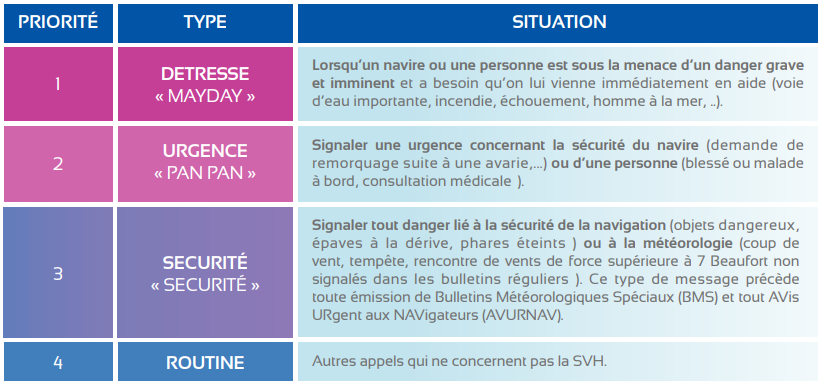 PRIORITÉ TYPE SITUATION
1
DETRESSE
« MAYDAY »
Lorsqu'un navire ou une personne est sous la menace d'un danger grave
et imminent et a besoin qu'on lui vienne immédiatement en aide (voie
d'eau importante, incendie, échouement, homme à la mer, ..).
2
URGENCE
« PAN PAN »
Signaler une urgence concernant la sécurité du navire (demande de
remorquage suite à une avarie,...) ou d'une personne (blessé ou malade
à bord, consultation médicale ).
3
SECURITÉ
« SECURITÉ »
Signaler tout danger lié à la sécurité de la navigation (objets dangereux,
épaves à la dérive, phares éteints ) ou à la météorologie (coup de
vent, tempête, rencontre de vents de force supérieure à 7 Beaufort non
signalés dans les bulletins réguliers ). Ce type de message précède
toute émission de Bulletins Météorologiques Spéciaux (BMS) et tout AVis
URgent aux NAVigateurs (AVURNAV).
4
ROUTINE
Autres appels qui ne concernent pas la SVH.